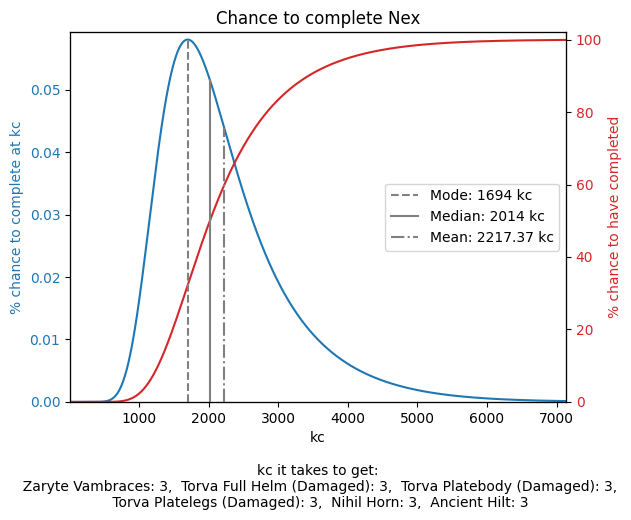 Chance to complete Nex
% chance to complete at kc
0.00
0.01
0.02
0.03
0.04
0.05
Mode: 1694 kc
Median: 2014 kc
Mean: 2217.37 kc
0
20
40
60
80
100
% chance to have completed
1000 2000 3000 4000 5000 6000 7000
kc
kc it takes to get:
Zaryte Vambraces: 3, Torva Full Helm (Damaged): 3, Torva Platebody (Damaged): 3,
Torva Platelegs (Damaged): 3, Nihil Horn: 3, Ancient Hilt: 3